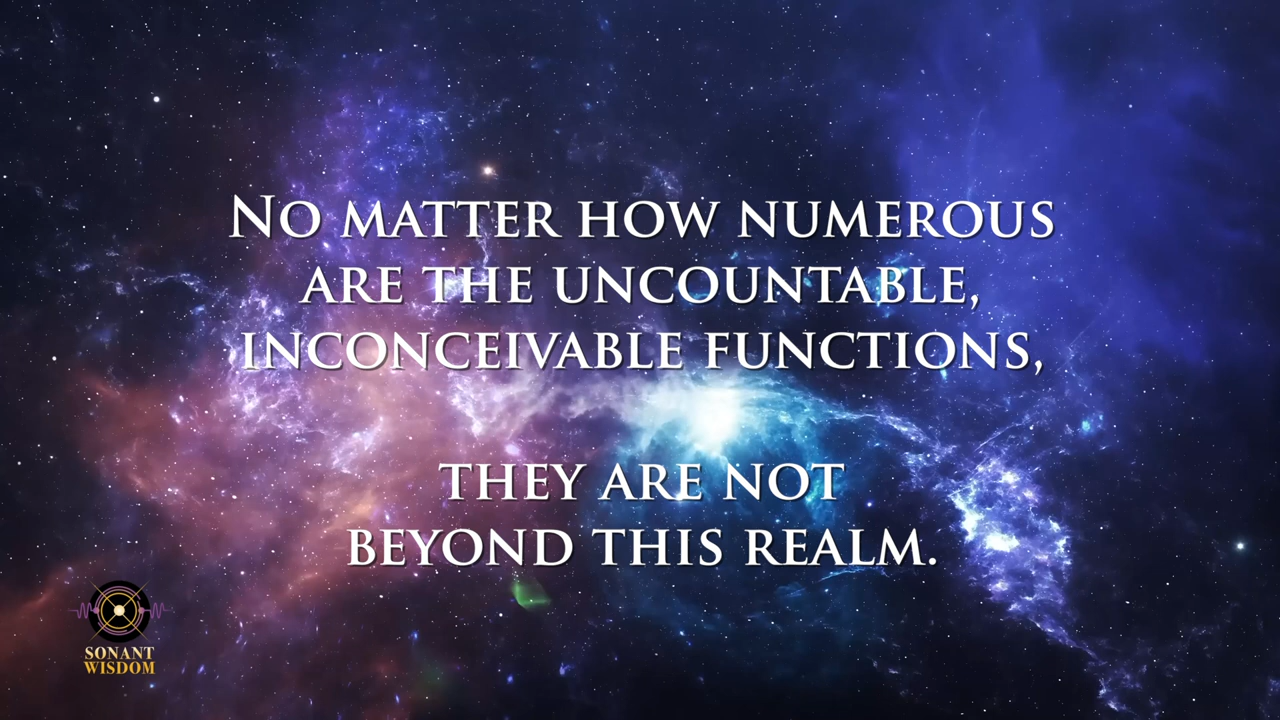 No matter how numerous
are the uncountable,
inconceivable functions,
they are not
beyond this realm.
SONANT
WISDOM